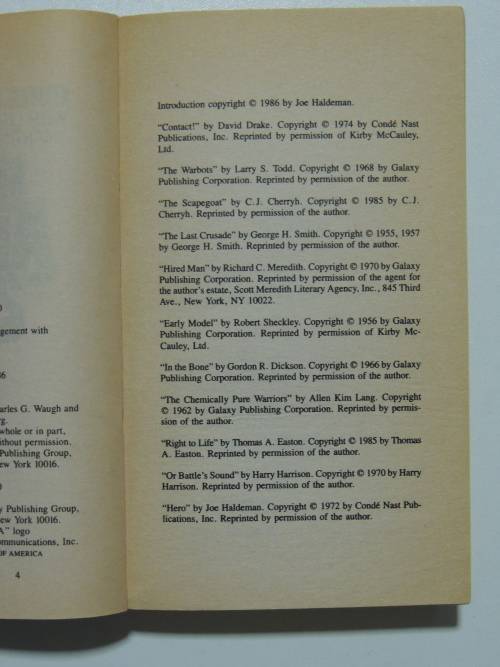 0
gement with
6
arles G. Waugh and
g.
whole or in part,
ithout permission.
Publishing Group,
ew York 10016.
0
y Publishing Group,
ew York 10016.
A" logo
ommunications, Inc.
OF AMERICA
4
Introduction copyright © 1986 by Joe Haldeman.
“Contact!” by David Drake. Copyright © 1974 by Condé Nast
Publications, Inc. Reprinted by permission of Kirby McCauley,
Ltd.
“The Warbots” by Larry S. Todd. Copyright © 1968 by Galaxy
Publishing Corporation. Reprinted by permission of the author.
“The Scapegoat” by C.J. Cherryh. Copyright © 1985 by C.J.
Cherryh. Reprinted by permission of the author.
“The Last Crusade” by George H. Smith. Copyright © 1955, 1957
by George H. Smith. Reprinted by permission of the author.
“Hired Man” by Richard C. Meredith. Copyright © 1970 by Galaxy
Publishing Corporation. Reprinted by permission of the agent for
the author's estate, Scott Meredith Literary Agency, Inc., 845 Third
Ave., New York, NY 10022.
“Early Model” by Robert Sheckley. Copyright © 1956 by Galaxy
Publishing Corporation. Reprinted by permission of Kirby Mc-
Cauley, Ltd.
“In the Bone” by Gordon R. Dickson. Copyright © 1966 by Galaxy
Publishing Corporation. Reprinted by permission of the author.
“The Chemically Pure Warriors” by Allen Kim Lang. Copyright
© 1962 by Galaxy Publishing Corporation. Reprinted by permis-
sion of the author.
“Right to Life” by Thomas A. Easton. Copyright © 1985 by Thomas
A. Easton. Reprinted by permission of the author.
“Or Battle's Sound” by Harry Harrison. Copyright © 1970 by Harry
Harrison. Reprinted by permission of the author.
“Hero” by Joe Haldeman. Copyright © 1972 by Condé Nast Pub-
lications, Inc. Reprinted by permission of the author.